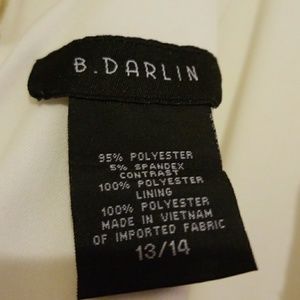 B.DARLIN
95% POLYESTER
5% SPANDEX
CONTRAST
100% POLYESTER
LINING
100% POLYESTER
MADE IN VIETNAM
OF IMPORTED FABRIC
13/14